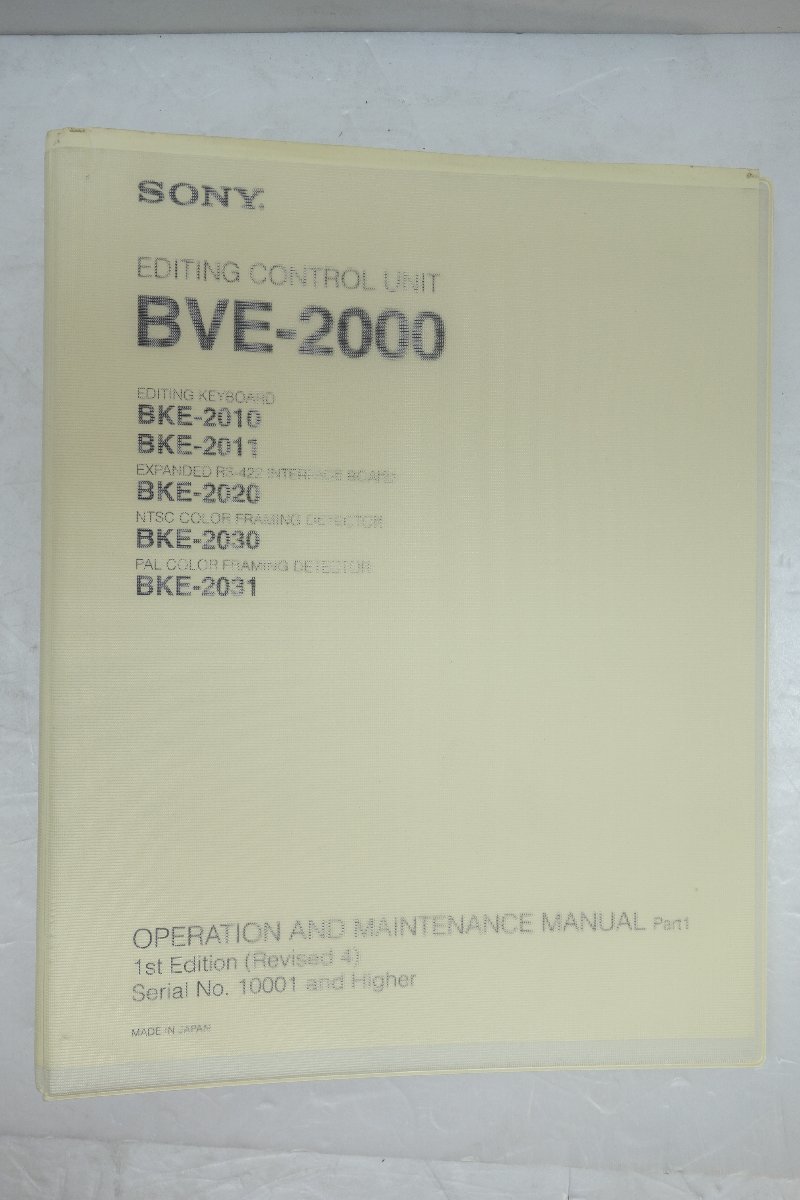 SONY.
EDITING CONTROL UNIT
BVE-2000
EDITING KEYBOARD
BKE-2010
BKE-2011
EXPANDED RS-422 INTERFACE BOARD
BKE-2020
NTSC COLOR FRAMING DETECTOR
BKE-2030
PAL COLOR FRAMING DETECTOR
BKE-2031
OPERATION AND MAINTENANCE MANUAL Part1
1st Edition (Revised 4)
Serial No. 10001 and Higher
MADE IN JAPAN